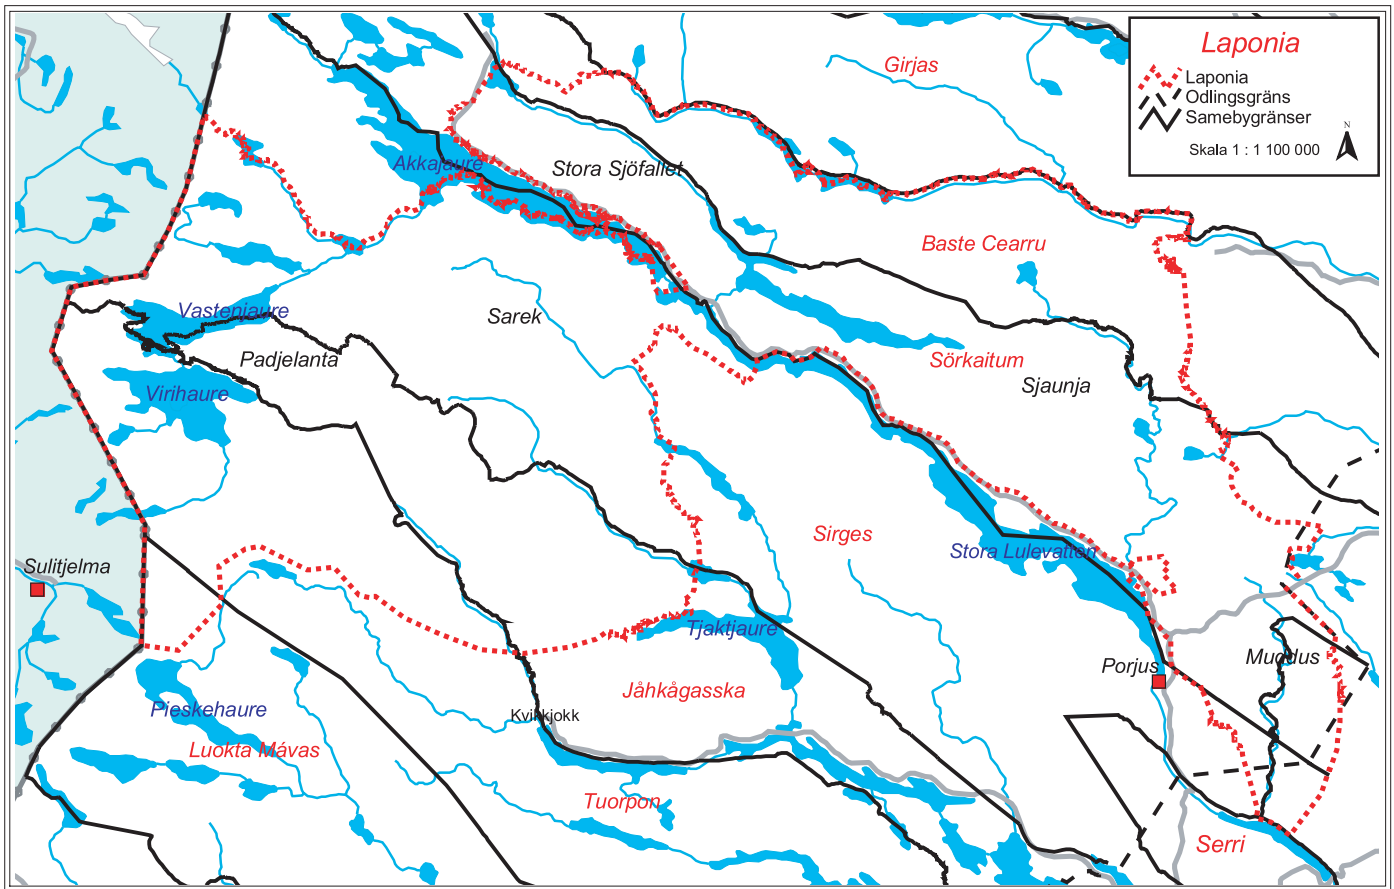 Laponia
Laponia
Odlingsgräns
Samebygränser
N
Skala 1 : 1 100 000
Girjas
Akkajaure
Stora Sjöfallet
Baste Cearru
Vastenjaure
Sarek
Padjelanta
Sörkaitum
Sjaunja
Virihaure
Sirges
Stora Lulevatten
Sulitjelma
Tjaktjaure
Muddus
Porjus
Jåhkågasska
Pieskehaure
Kvikkjokk
Luokta Mávas
Tuorpon
Serri